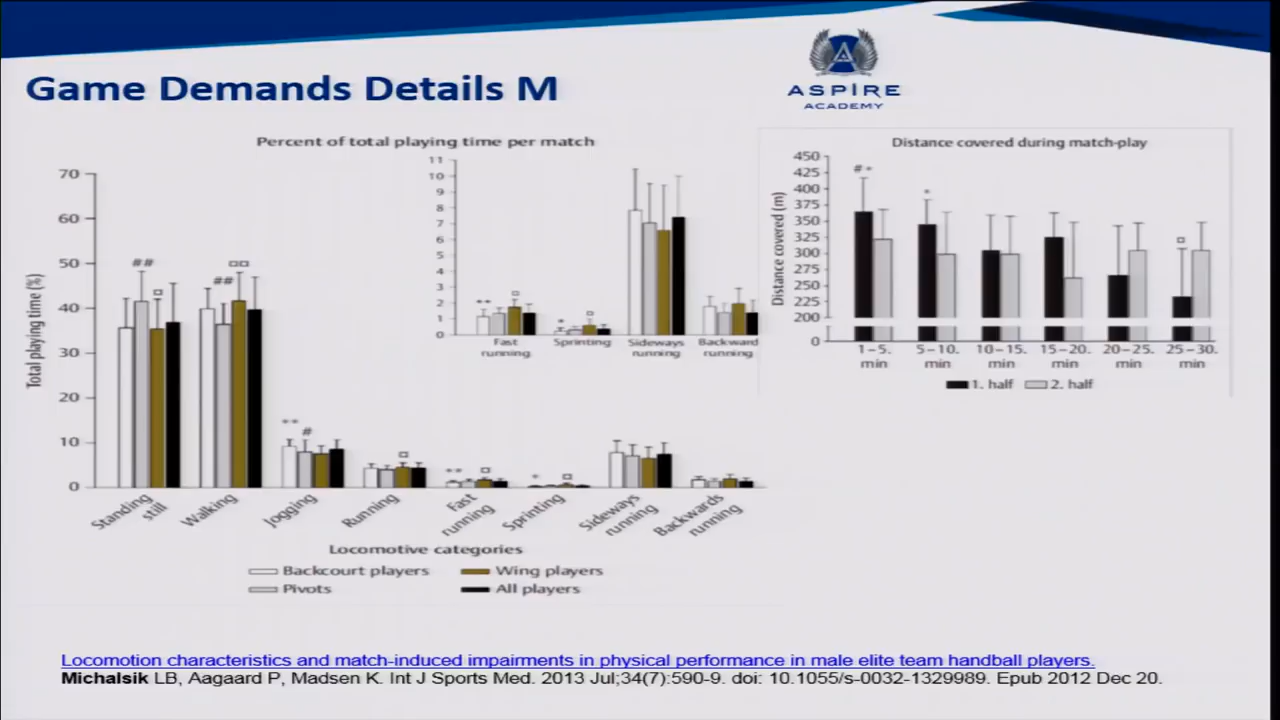 Game Demands Details M
ASPIRE
ACADEMY
Percent of total playing time per match
Total playing time (%)
70
60
50
40
30
20
10
0
##
¤
##
¤¤
**
#
¤
**
¤
*
¤
Standing still
Walking
Jogging
Running
Fast running
Sprinting
Sideways running
Backwards running
Locomotive categories
Backcourt players
Wing players
Pivots
All players
11
10
9
8
7
6
5
4
3
2
1
0
**
¤
*
¤
Fast running
Sprinting
Sideways running
Backward running
Distance covered during match-play
Distance covered (m)
450
425
400
375
350
325
300
275
250
225
200
0
#*
*
¤
1–5. min
5–10. min
10–15. min
15–20. min
20–25. min
25–30. min
1. half
2. half
Locomotion characteristics and match-induced impairments in physical performance in male elite team handball players.
Michalsik LB, Aagaard P, Madsen K. Int J Sports Med. 2013 Jul;34(7):590-9. doi: 10.1055/s-0032-1329989. Epub 2012 Dec 20.